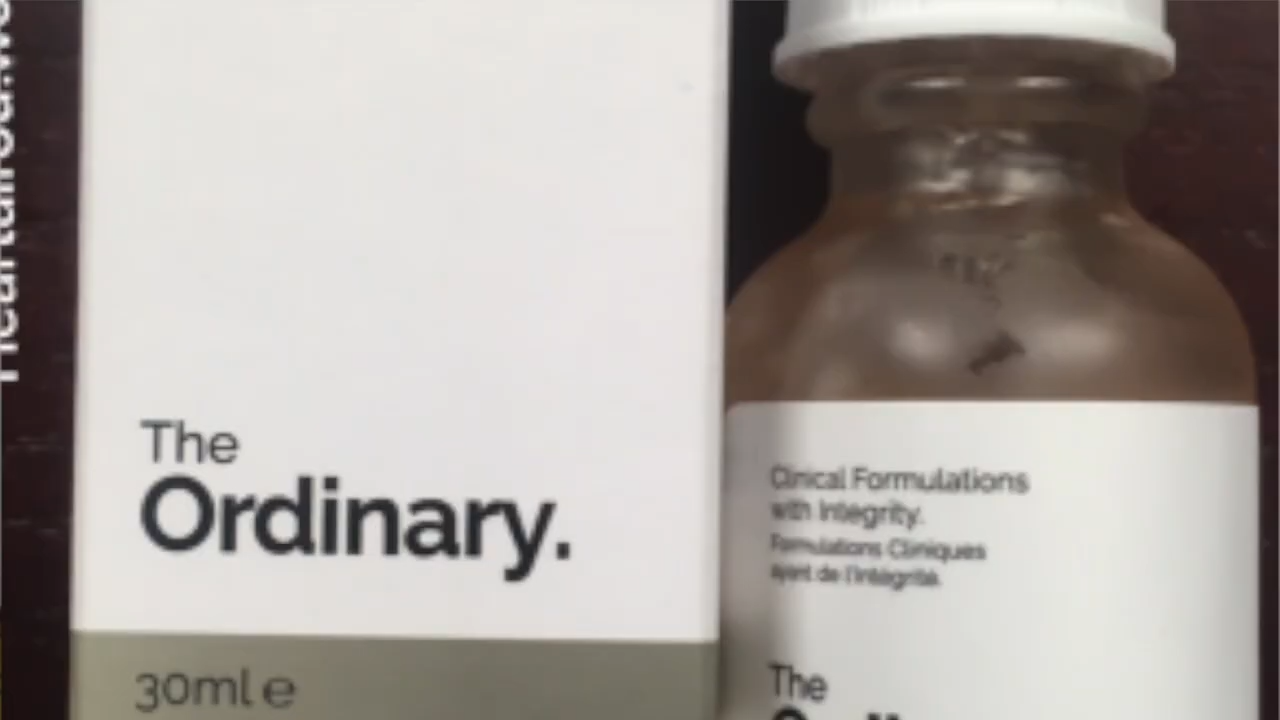 The
Ordinary.
30ml e
Clinical Formulations
with Integrity.
Formulations Cliniques
ayant de l'intégrité.
The